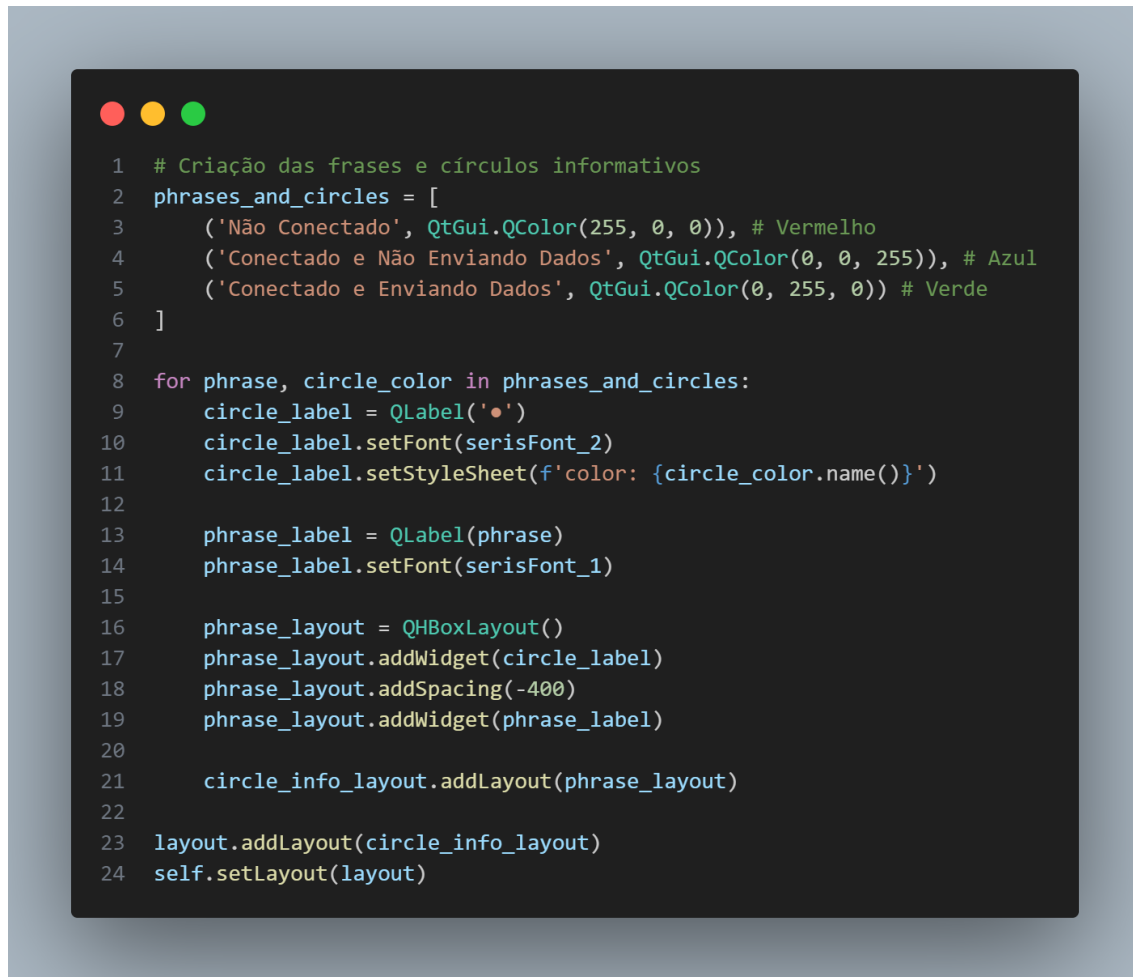 1 # Criação das frases e círculos informativos
2 phrases_and_circles = [
3     ('Não Conectado', QtGui.QColor(255, 0, 0)), # Vermelho
4     ('Conectado e Não Enviando Dados', QtGui.QColor(0, 0, 255)), # Azul
5     ('Conectado e Enviando Dados', QtGui.QColor(0, 255, 0)) # Verde
6 ]
7
8 for phrase, circle_color in phrases_and_circles:
9     circle_label = QLabel('●')
10     circle_label.setFont(serisFont_2)
11     circle_label.setStyleSheet(f'color: {circle_color.name()}')
12
13     phrase_label = QLabel(phrase)
14     phrase_label.setFont(serisFont_1)
15
16     phrase_layout = QHBoxLayout()
17     phrase_layout.addWidget(circle_label)
18     phrase_layout.addSpacing(-400)
19     phrase_layout.addWidget(phrase_label)
20
21     circle_info_layout.addLayout(phrase_layout)
22
23 layout.addLayout(circle_info_layout)
24 self.setLayout(layout)